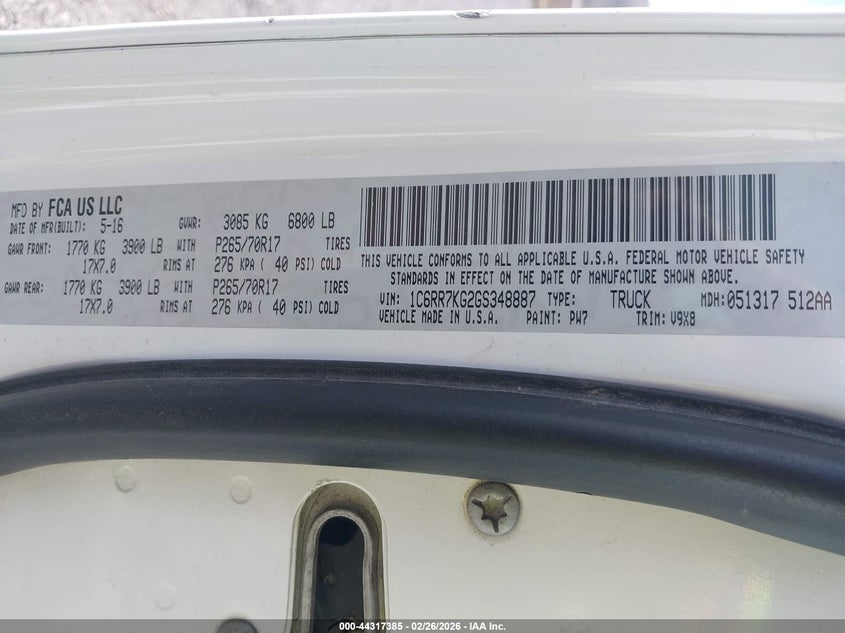 MFD BY FCA US LLC
DATE OF MFR(BUILT): 5-16 GVWR: 3085 KG 6800 LB
GAWR FRONT: 1770 KG 3900 LB WITH P265/70R17 TIRES
17X7.0 RIMS AT 276 KPA ( 40 PSI) COLD
GAWR REAR: 1770 KG 3900 LB WITH P265/70R17 TIRES
17X7.0 RIMS AT 276 KPA ( 40 PSI) COLD
THIS VEHICLE CONFORMS TO ALL APPLICABLE U.S.A. FEDERAL MOTOR VEHICLE SAFETY
STANDARDS IN EFFECT ON THE DATE OF MANUFACTURE SHOWN ABOVE.
VIN: 1C6RR7KG2GS348887 TYPE: TRUCK MDH: 051317 512AA
VEHICLE MADE IN U.S.A. PAINT: PW7 TRIM: V9X8
000-44317385 - 02/26/2026 - IAA Inc.